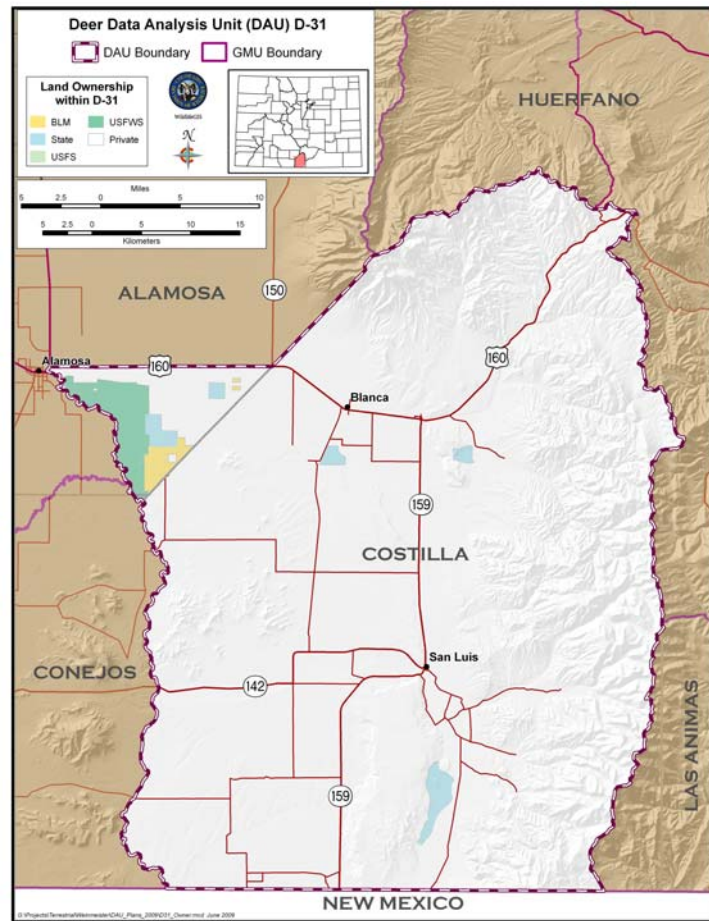 Deer Data Analysis Unit (DAU) D-31
DAU Boundary GMU Boundary
Land Ownership
within D-31
BLM USFWS
State Private
USFS
WildlifeGIS
N
Miles
5 2.5 0 5 10
5 2.5 0 5 10 15
Kilometers
HUERFANO
ALAMOSA
150
Alamosa
160
160
Blanca
159
COSTILLA
San Luis
CONEJOS
142
LAS ANIMAS
159
NEW MEXICO